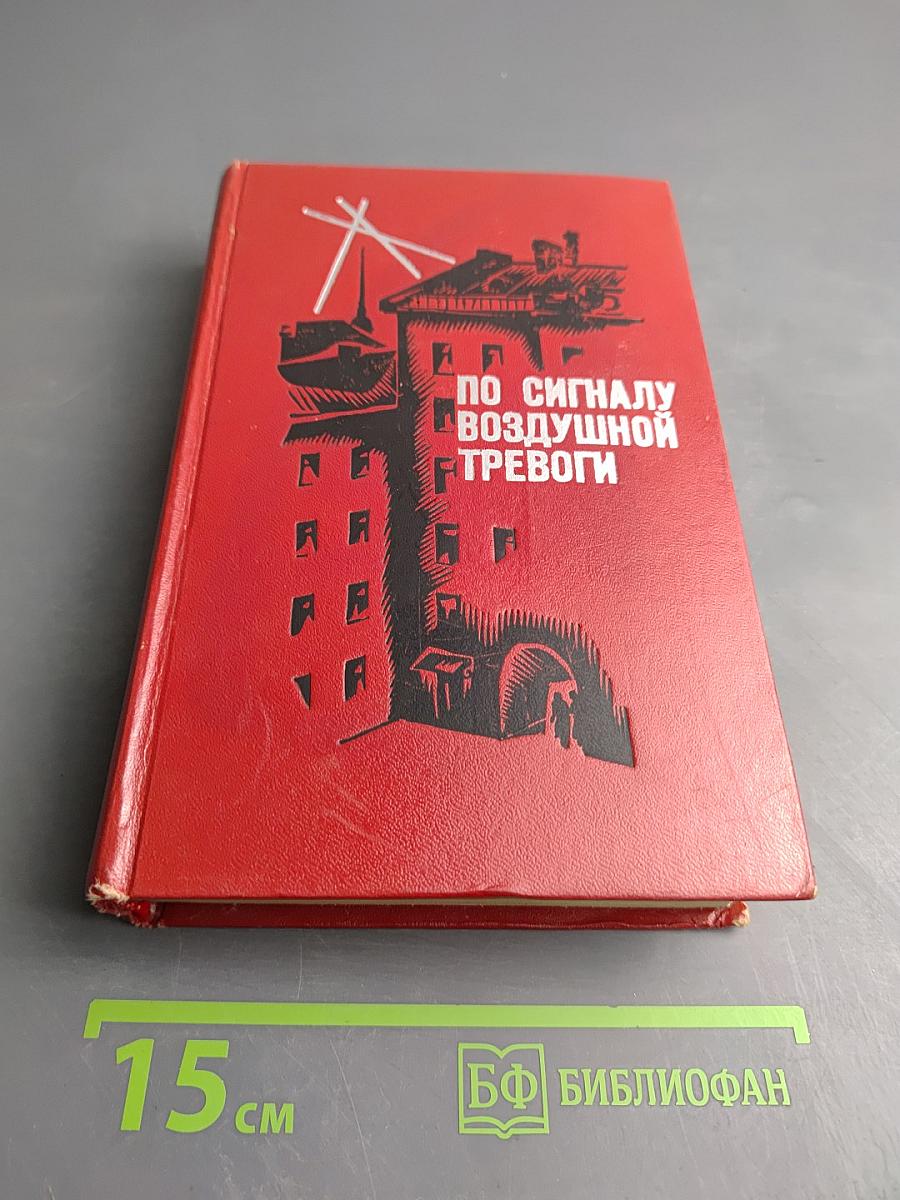 ПО СИГНАЛУ
ВОЗДУШНОЙ
ТРЕВОГИ
15 см
БФ БИБЛИОФАН